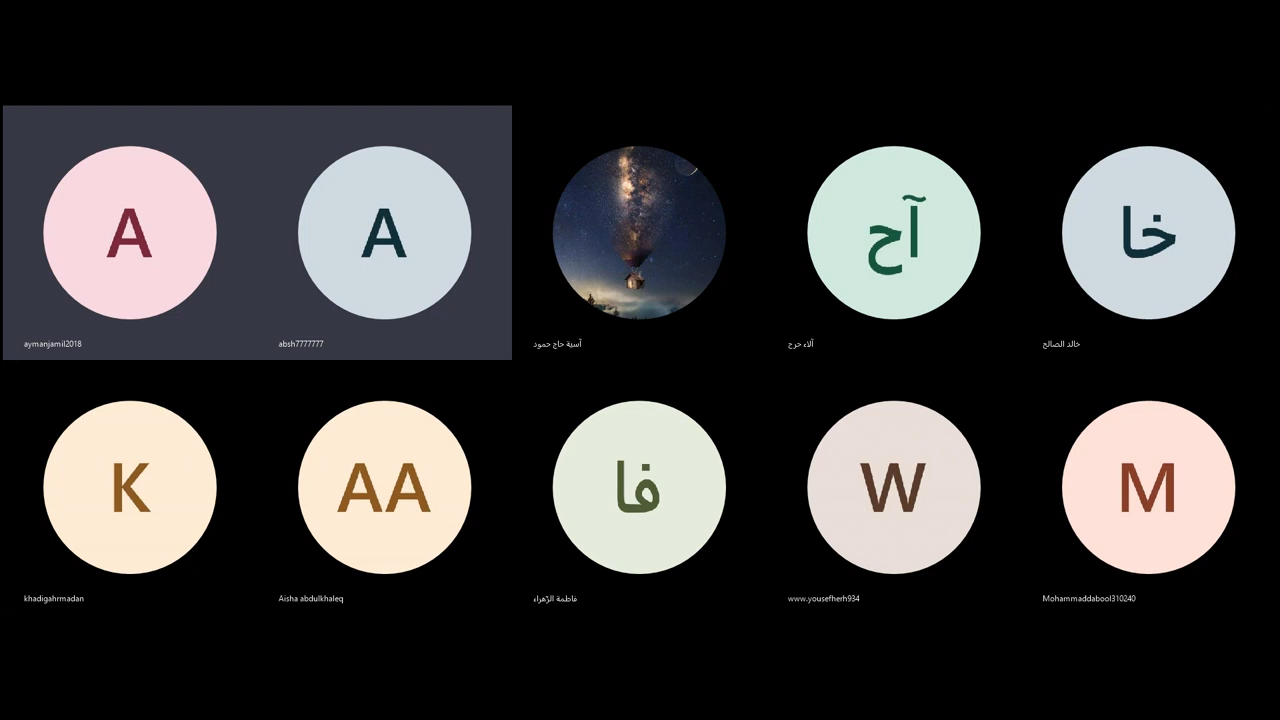 A
A
آح
خا
aymanjamil2018
absh7777777
آسية حاج حمود
آلاء حرح
خالد الصالح
K
AA
فا
W
M
khadigahrmadan
Aisha abdulkhaleq
فاطمة الزهراء
www.yousefherh934
Mohammaddabool310240